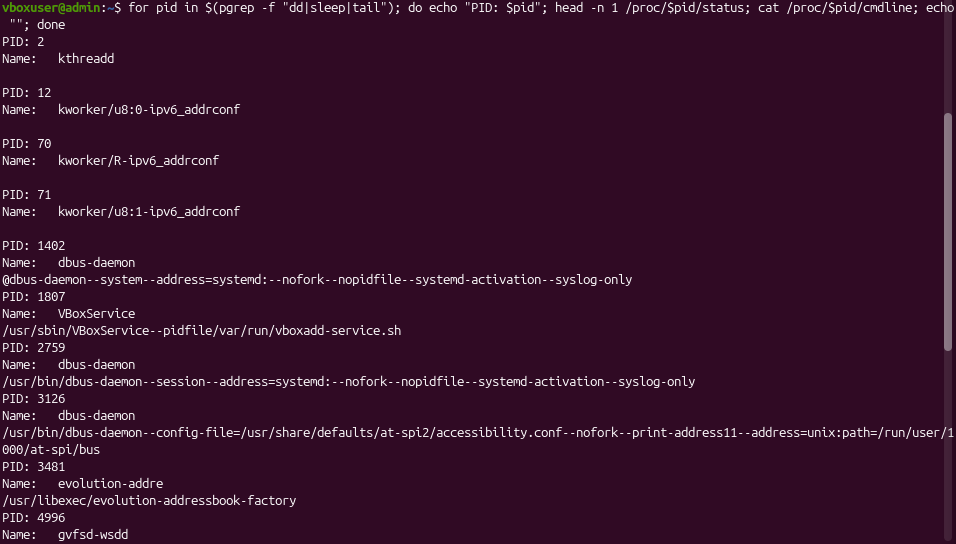 vboxuser@admin:~$ for pid in $(pgrep -f "dd|sleep|tail"); do echo "PID: $pid"; head -n 1 /proc/$pid/status; cat /proc/$pid/cmdline; echo
 ""; done
PID: 2
Name:   kthreadd

PID: 12
Name:   kworker/u8:0-ipv6_addrconf

PID: 70
Name:   kworker/R-ipv6_addrconf

PID: 71
Name:   kworker/u8:1-ipv6_addrconf

PID: 1402
Name:   dbus-daemon
@dbus-daemon--system--address=systemd:--nofork--nopidfile--systemd-activation--syslog-only
PID: 1807
Name:   VBoxService
/usr/sbin/VBoxService--pidfile/var/run/vboxadd-service.sh
PID: 2759
Name:   dbus-daemon
/usr/bin/dbus-daemon--session--address=systemd:--nofork--nopidfile--systemd-activation--syslog-only
PID: 3126
Name:   dbus-daemon
/usr/bin/dbus-daemon--config-file=/usr/share/defaults/at-spi2/accessibility.conf--nofork--print-address11--address=unix:path=/run/user/1
000/at-spi/bus
PID: 3481
Name:   evolution-addre
/usr/libexec/evolution-addressbook-factory
PID: 4996
Name:   gvfsd-wsdd